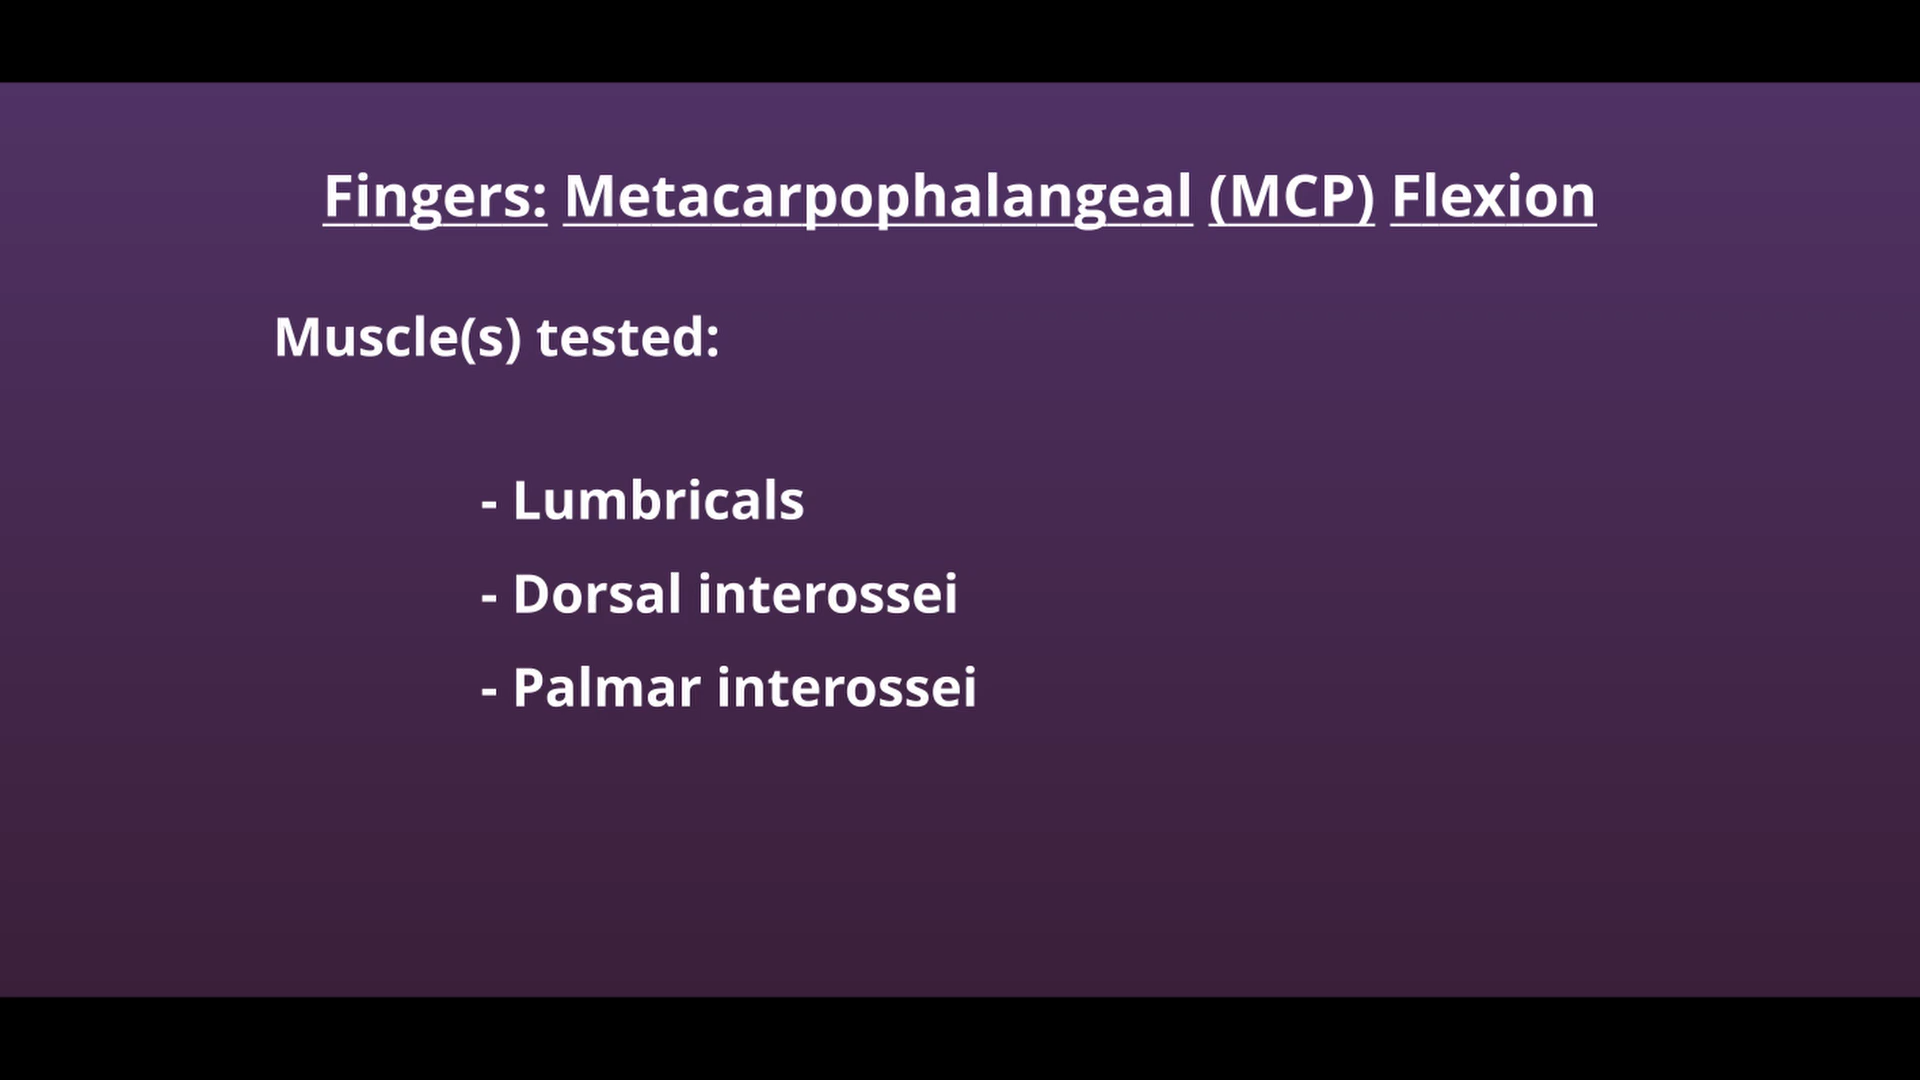 Fingers: Metacarpophalangeal (MCP) Flexion
Muscle(s) tested:
- Lumbricals
- Dorsal interossei
- Palmar interossei